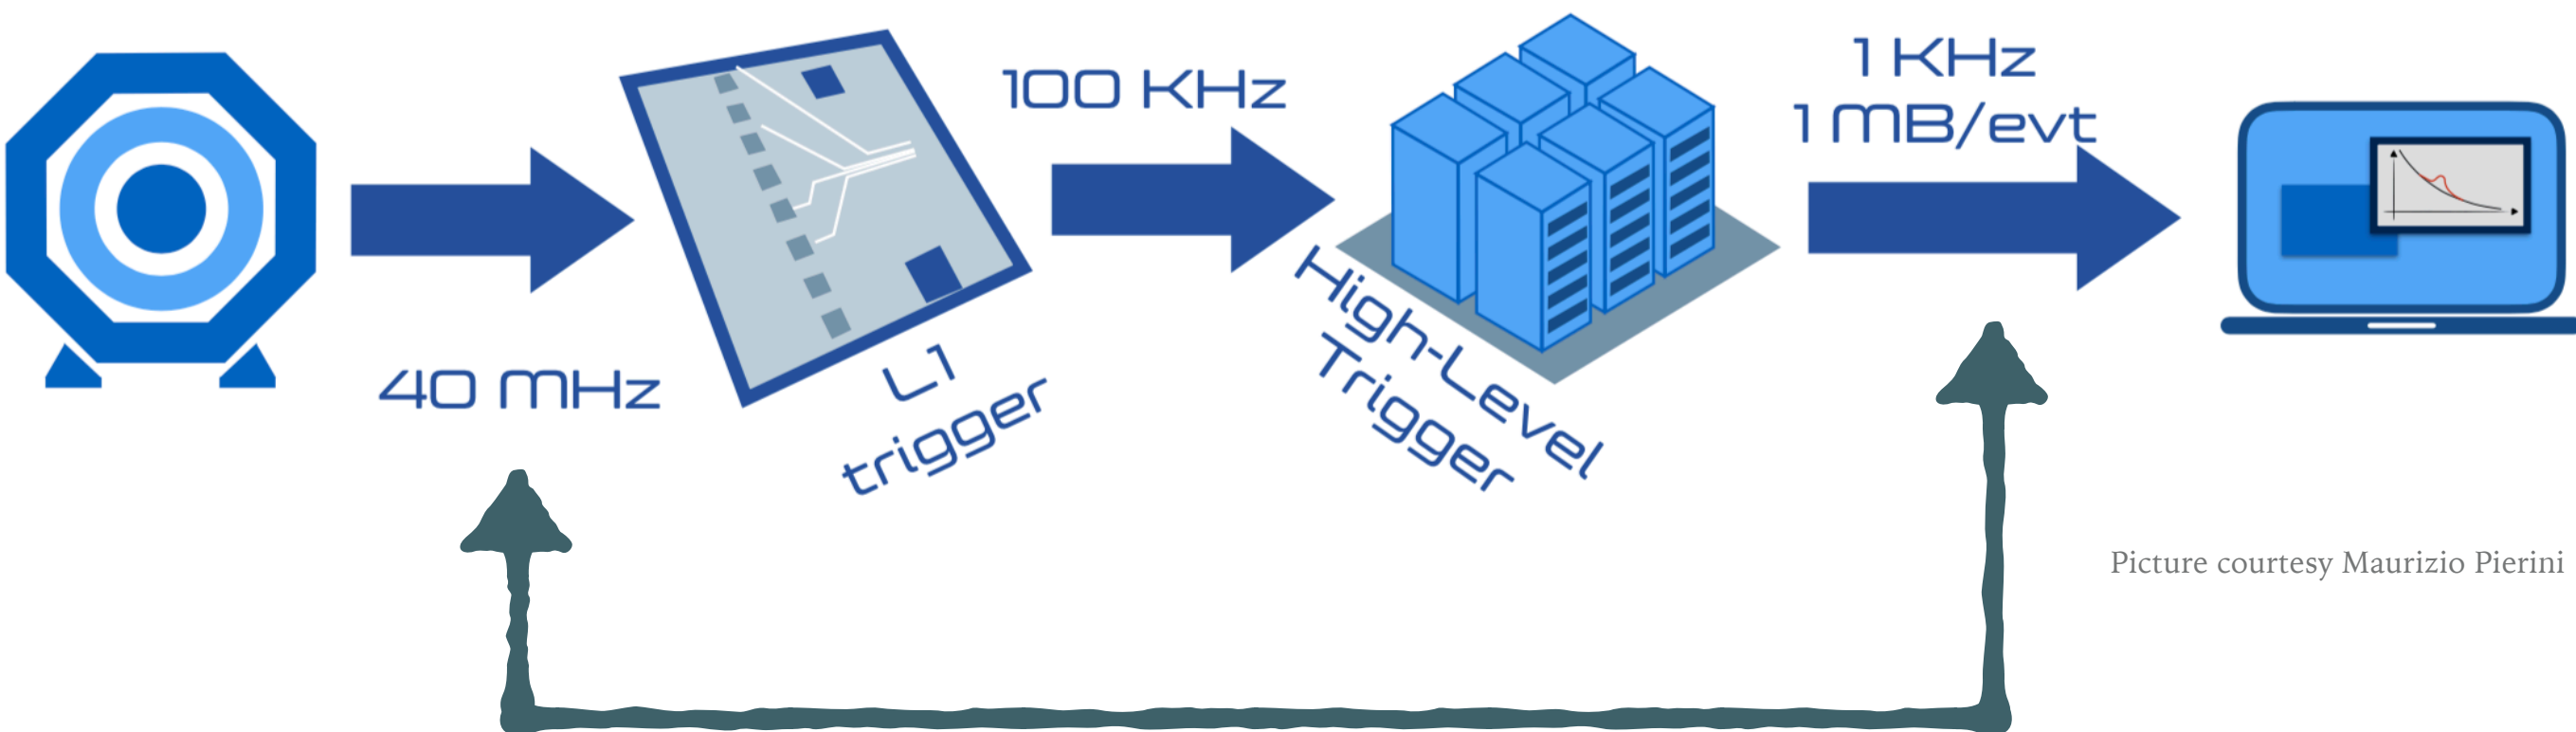 40 MHz
L1
trigger
100 KHz
High-Level
Trigger
1 KHz
1 MB/evt
Picture courtesy Maurizio Pierini